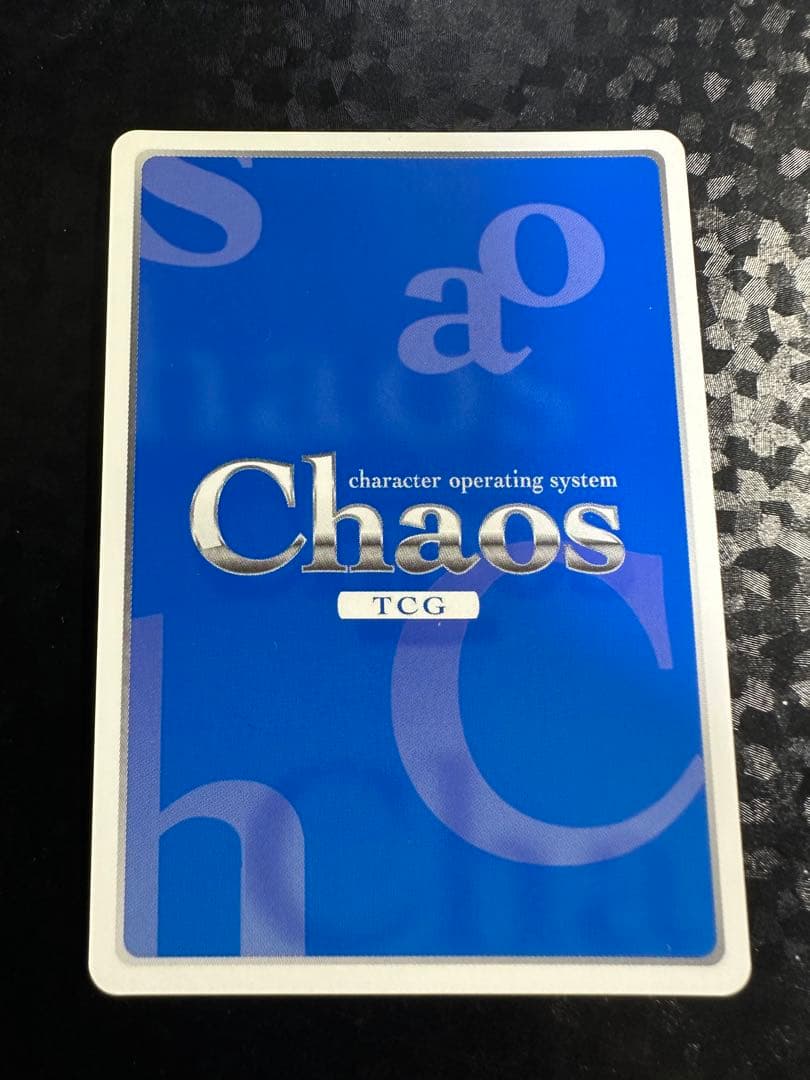 s
o
a
character operating system
Chaos
TCG
C
h